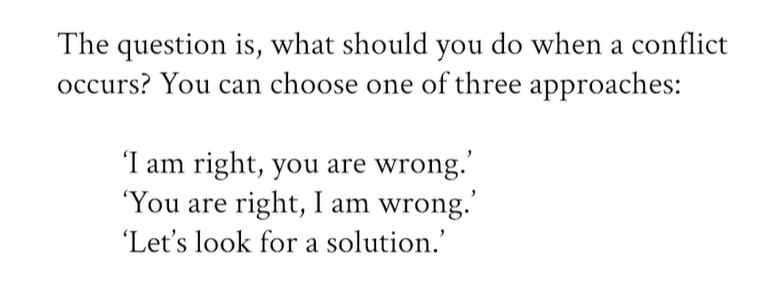 The question is, what should you do when a conflict
occurs? You can choose one of three approaches:
‘I am right, you are wrong.’
‘You are right, I am wrong.’
‘Let’s look for a solution.’